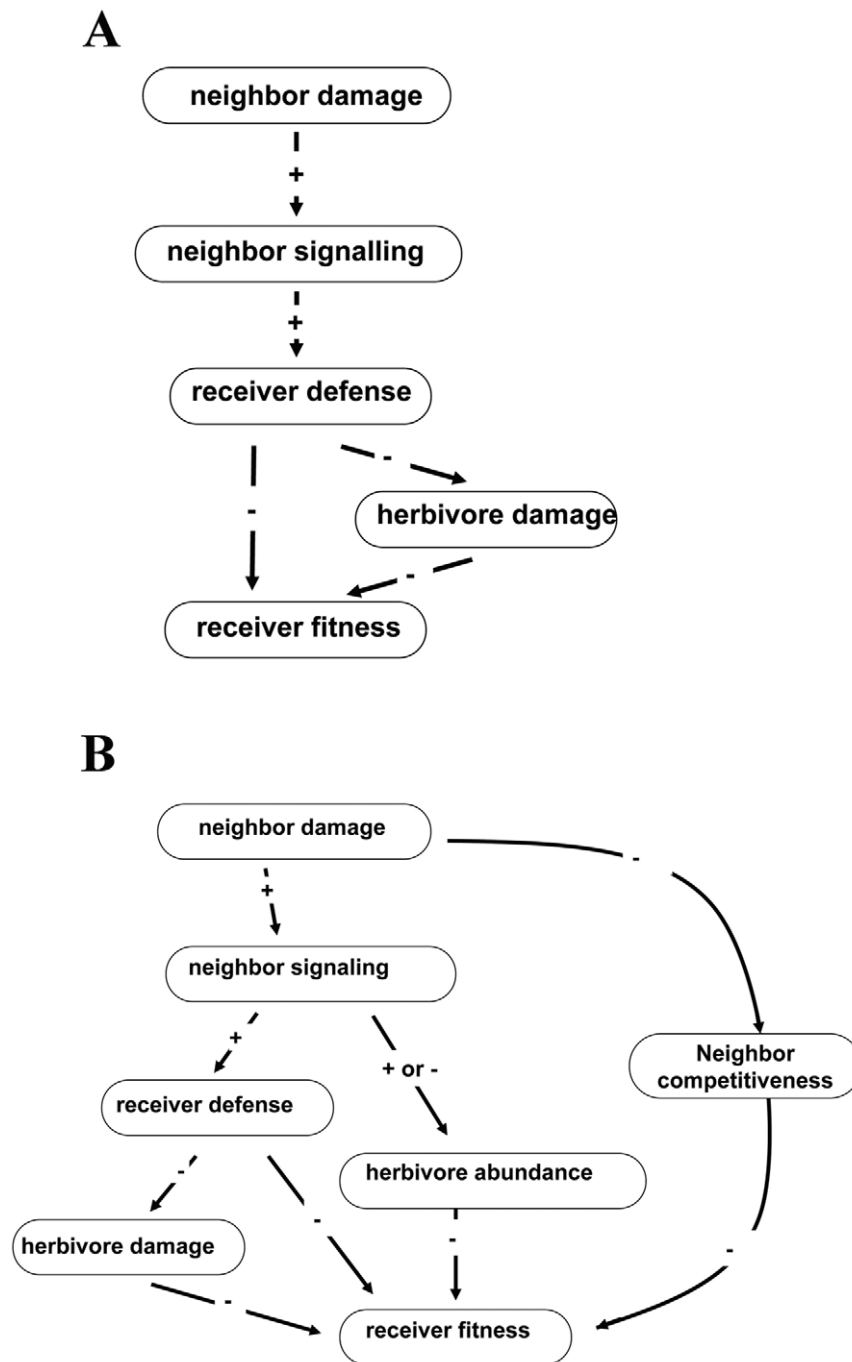 A
neighbor damage
+
neighbor signalling
+
receiver defense
-
-
herbivore damage
-
receiver fitness
B
neighbor damage
-
+
neighbor signaling
+
+ or -
Neighbor
competitiveness
receiver defense
herbivore abundance
-
-
-
herbivore damage
-
-
receiver fitness